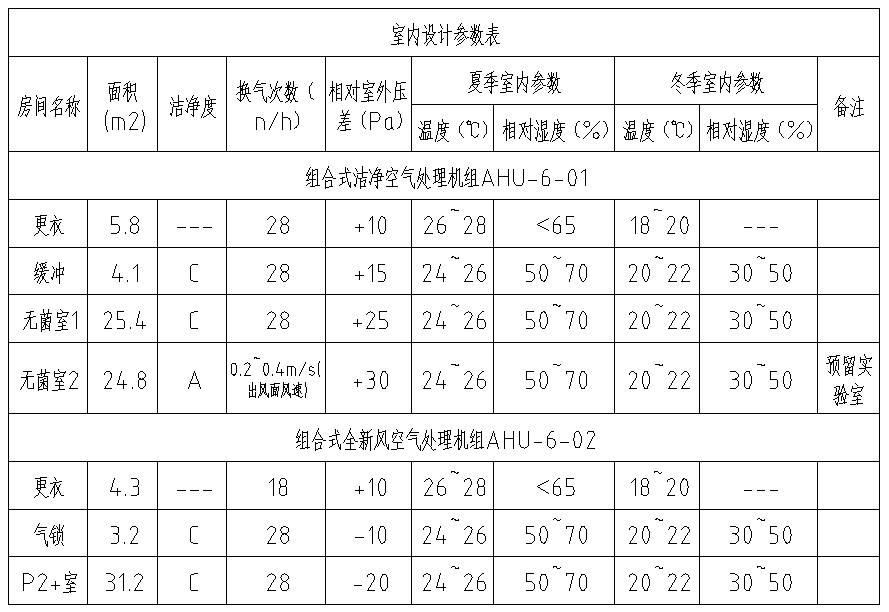 室内设计参数表
房间名称 面积(m2) 洁净度 换气次数(n/h) 相对室外压差(Pa) 夏季室内参数 冬季室内参数 备注
温度(℃) 相对湿度(%) 温度(℃) 相对湿度(%)
组合式洁净空气处理机组AHU-6-01
更衣 5.8 --- 28 +10 26~28 <65 18~20 ---
缓冲 4.1 C 28 +15 24~26 50~70 20~22 30~50
无菌室1 25.4 C 28 +25 24~26 50~70 20~22 30~50
无菌室2 24.8 A 0.2~0.4m/s(出风面风速) +30 24~26 50~70 20~22 30~50 预留实验室
组合式全新风空气处理机组AHU-6-02
更衣 4.3 --- 18 +10 26~28 <65 18~20 ---
气锁 3.2 C 28 -10 24~26 50~70 20~22 30~50
P2+室 31.2 C 28 -20 24~26 50~70 20~22 30~50